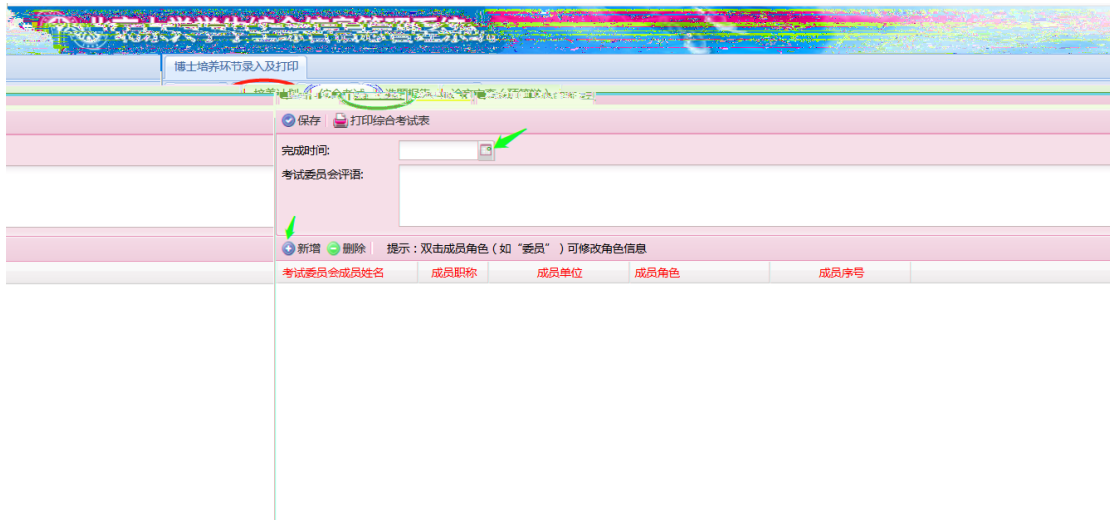 博士培养环节录入及打印
保存 打印综合考试表
完成时间:
考试委员会评语:
新增 删除 提示：双击成员角色（如“委员”）可修改角色信息
考试委员会成员姓名 成员职称 成员单位 成员角色 成员序号